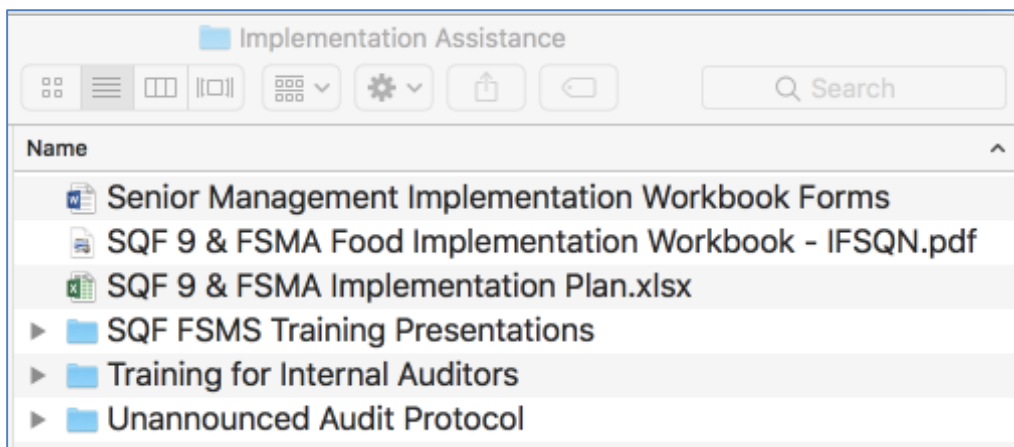 Implementation Assistance
Search
Name
Senior Management Implementation Workbook Forms
SQF 9 & FSMA Food Implementation Workbook - IFSQN.pdf
SQF 9 & FSMA Implementation Plan.xlsx
SQF FSMS Training Presentations
Training for Internal Auditors
Unannounced Audit Protocol